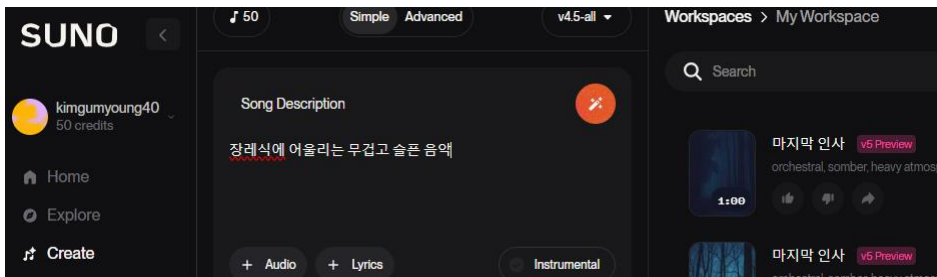 SUNO
kimgumyoung40
50 credits
Home
Explore
Create
50
Simple Advanced
v4.5-all
Song Description
장레식에 어울리는 무겁고 슬픈 음액
+ Audio + Lyrics
Instrumental
Workspaces > My Workspace
Search
1:00
마지막 인사 v5 Preview
orchestral, somber, heavy atmos
마지막 인사 v5 Preview